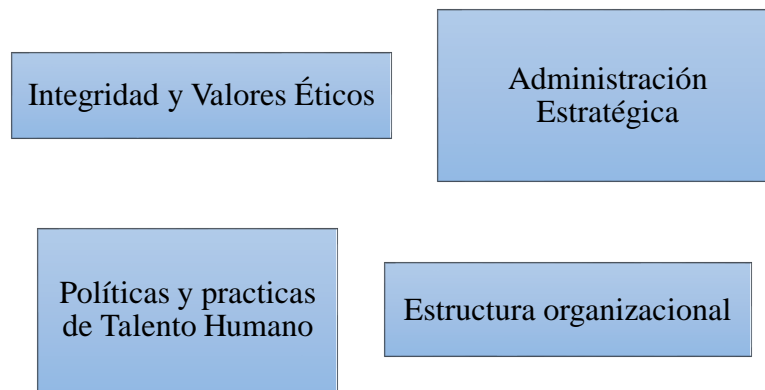 Integridad y Valores Éticos
Administración
Estratégica
Políticas y practicas
de Talento Humano
Estructura organizacional